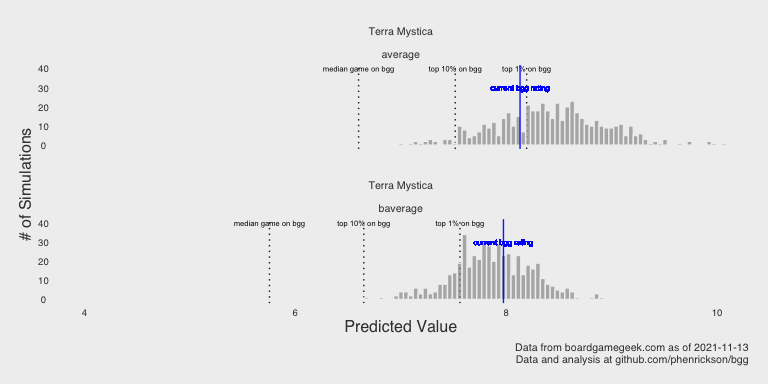 Terra Mystica
average
median game on bgg top 10% on bgg top 1% on bgg
current bgg rating
40
30
20
10
0
# of Simulations
Terra Mystica
baverage
median game on bgg top 10% on bgg top 1% on bgg
current bgg rating
40
30
20
10
0
4 6 8 10
Predicted Value
Data from boardgamegeek.com as of 2021-11-13
Data and analysis at github.com/phenrickson/bgg